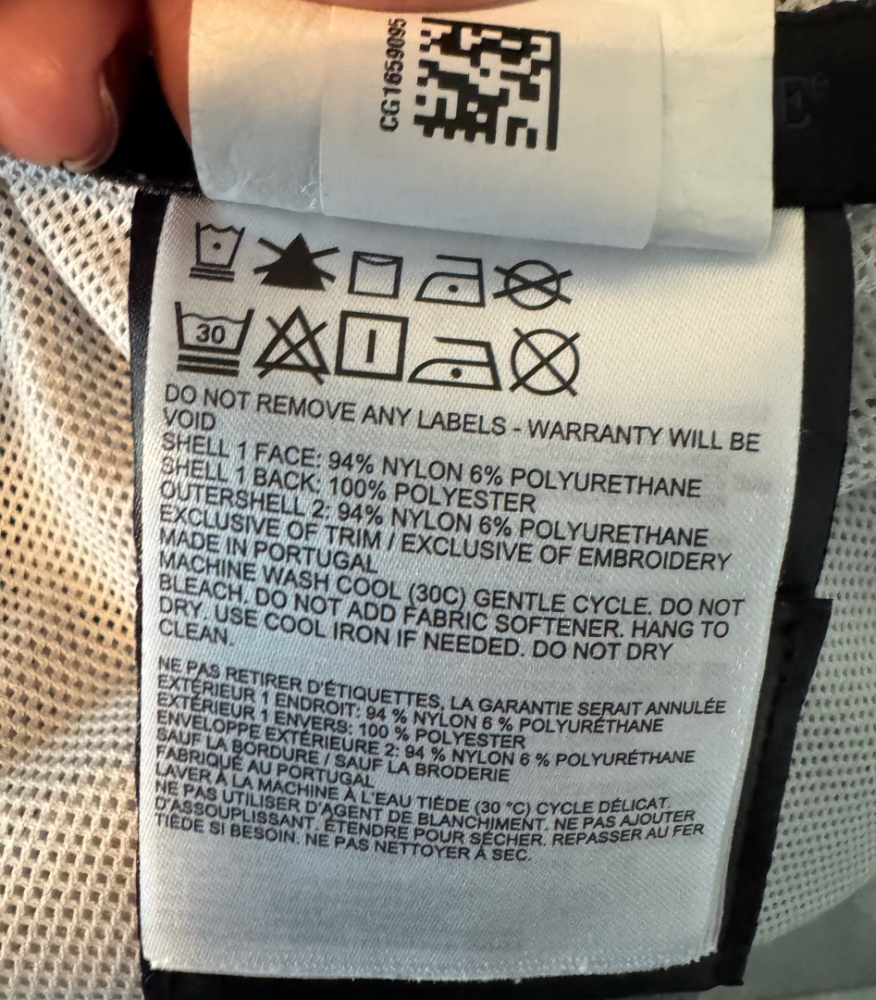 CG1659095
E
30
DO NOT REMOVE ANY LABELS - WARRANTY WILL BE
VOID
SHELL 1 FACE: 94% NYLON 6% POLYURETHANE
SHELL 1 BACK: 100% POLYESTER
OUTERSHELL 2: 94% NYLON 6% POLYURETHANE
EXCLUSIVE OF TRIM / EXCLUSIVE OF EMBROIDERY
MADE IN PORTUGAL
MACHINE WASH COOL (30C) GENTLE CYCLE. DO NOT
BLEACH. DO NOT ADD FABRIC SOFTENER. HANG TO
DRY. USE COOL IRON IF NEEDED. DO NOT DRY
CLEAN.
NE PAS RETIRER D'ÉTIQUETTES, LA GARANTIE SERAIT ANNULÉE
EXTÉRIEUR 1 ENDROIT: 94 % NYLON 6 % POLYURÉTHANE
EXTÉRIEUR 1 ENVERS: 100 % POLYESTER
ENVELOPPE EXTÉRIEURE 2: 94 % NYLON 6 % POLYURÉTHANE
SAUF LA BORDURE / SAUF LA BRODERIE
FABRIQUÉ AU PORTUGAL
LAVER À LA MACHINE À L'EAU TIÈDE (30 °C) CYCLE DÉLICAT.
NE PAS UTILISER D'AGENT DE BLANCHIMENT. NE PAS AJOUTER
D'ASSOUPLISSANT. ÉTENDRE POUR SÉCHER. REPASSER AU FER
TIÈDE SI BESOIN. NE PAS NETTOYER À SEC.